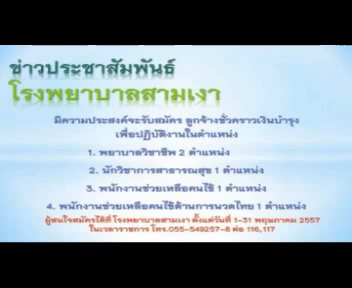 ข่าวประชาสัมพันธ์
โรงพยาบาลสามเงา
มีความประสงค์จะรับสมัคร ลูกจ้างชั่วคราวเงินบำรุง
เพื่อปฏิบัติงานในตำแหน่ง
1. พยาบาลวิชาชีพ 2 ตำแหน่ง
2. นักวิชาการสาธารณสุข 1 ตำแหน่ง
3. พนักงานช่วยเหลือคนไข้ 1 ตำแหน่ง
4. พนักงานช่วยเหลือคนไข้ด้านการนวดไทย 1 ตำแหน่ง
ผู้สนใจสมัครได้ที่ โรงพยาบาลสามเงา ตั้งแต่วันที่ 1-31 พฤษภาคม 2557
ในเวลาราชการ โทร.055-549257-8 ต่อ 116,117